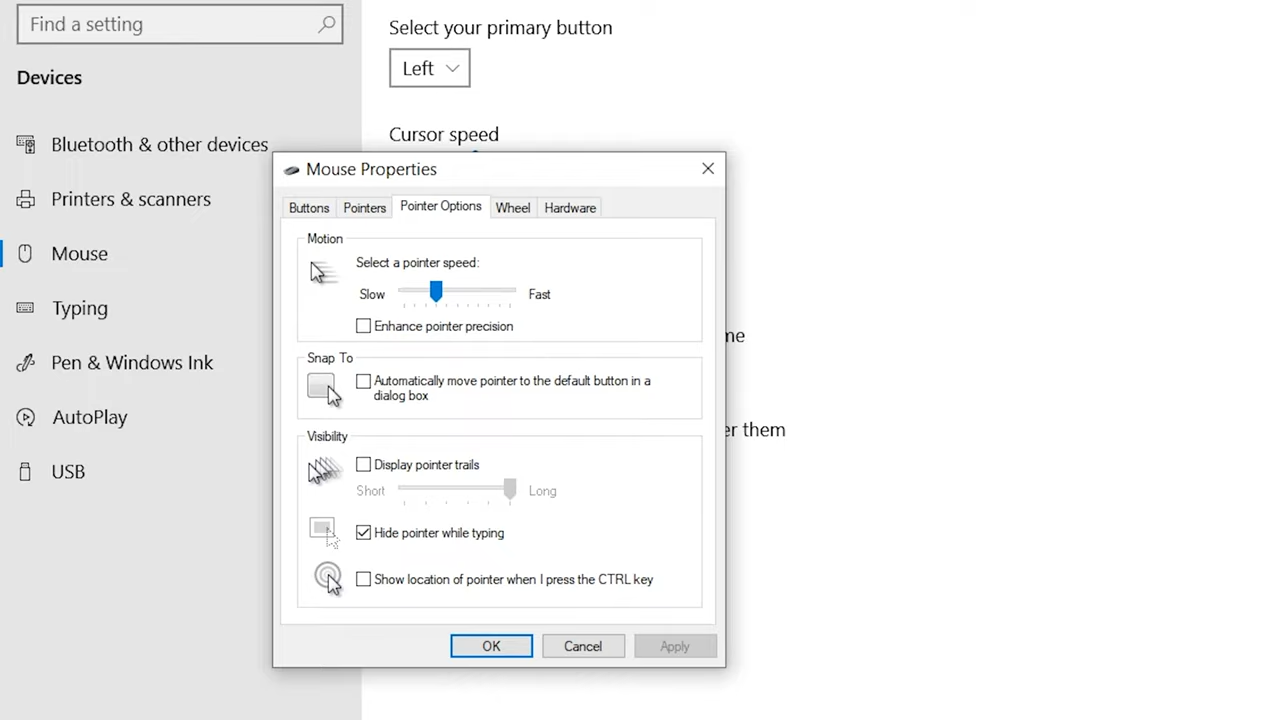 Find a setting
Devices
Bluetooth & other devices
Printers & scanners
Mouse
Typing
Pen & Windows Ink
AutoPlay
USB
Select your primary button
Left
Cursor speed
me
er them
Mouse Properties
Buttons Pointers Pointer Options Wheel Hardware
Motion
Select a pointer speed:
Slow Fast
Enhance pointer precision
Snap To
Automatically move pointer to the default button in a
dialog box
Visibility
Display pointer trails
Short Long
Hide pointer while typing
Show location of pointer when I press the CTRL key
OK Cancel Apply